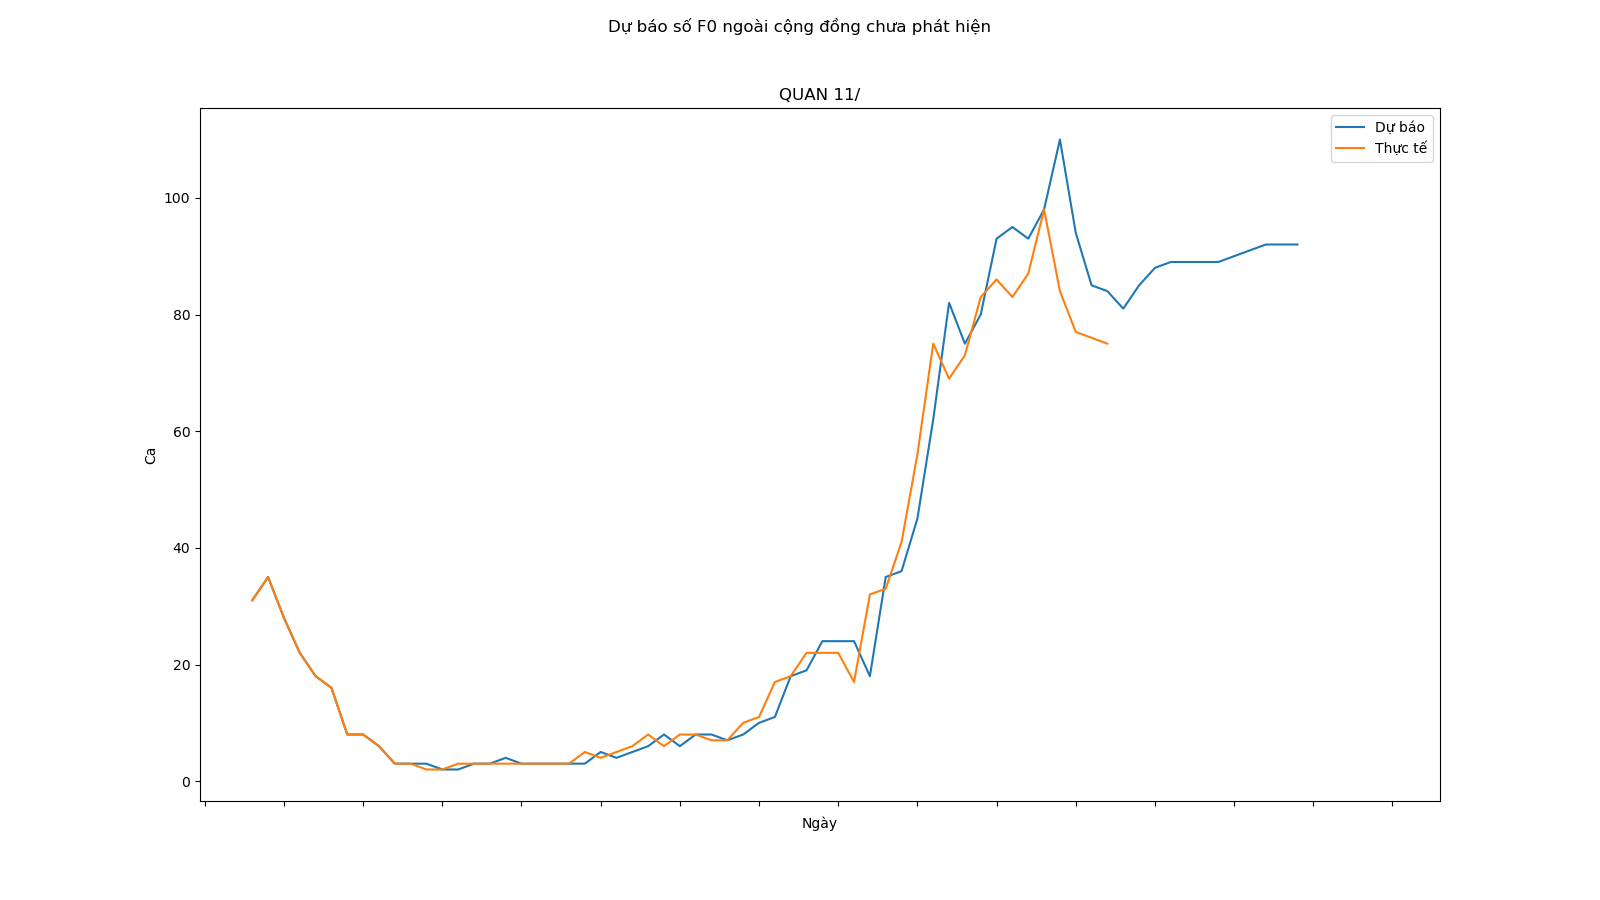 Dự báo số F0 ngoài cộng đồng chưa phát hiện
QUAN 11/
Dự báo
Thực tế
100
80
60
40
20
0
Ca
Ngày